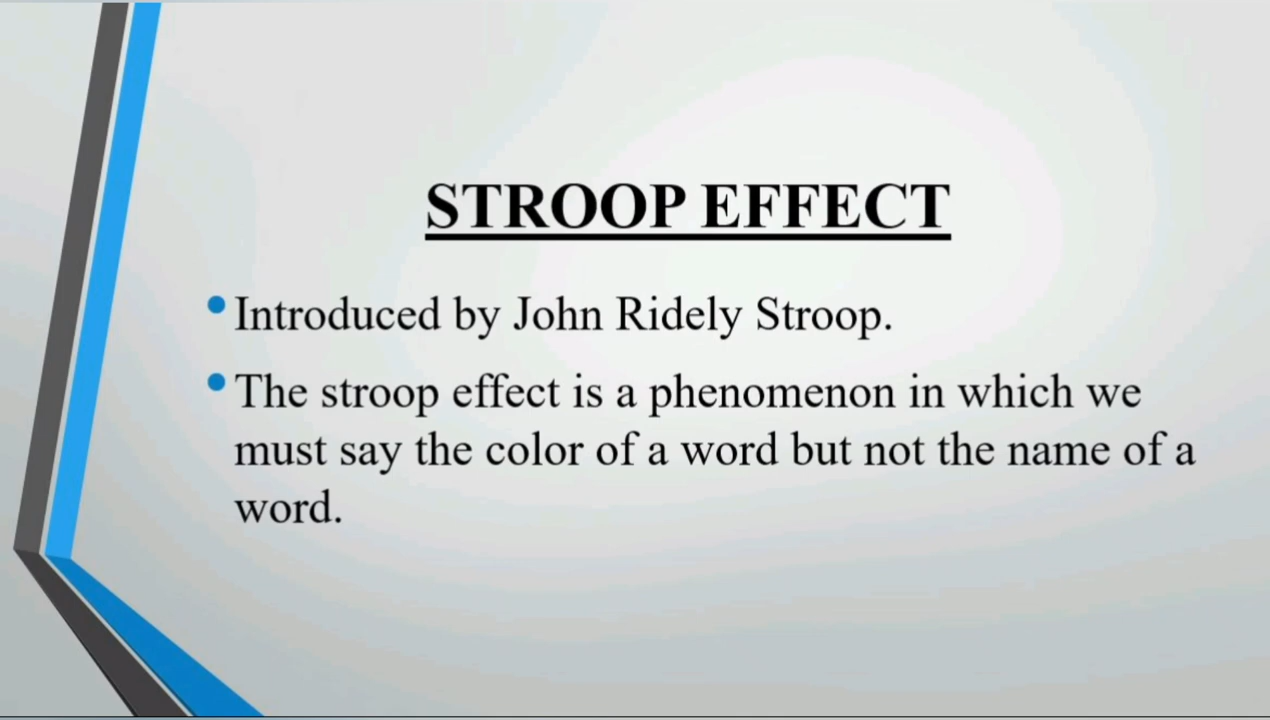 STROOP EFFECT
Introduced by John Ridely Stroop.
The stroop effect is a phenomenon in which we
must say the color of a word but not the name of a
word.